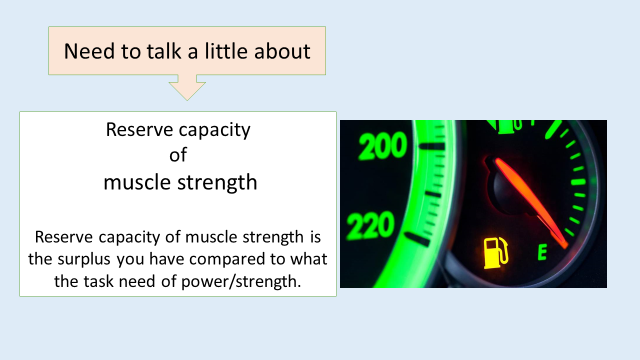 Need to talk a little about
Reserve capacity
of
muscle strength
Reserve capacity of muscle strength is
the surplus you have compared to what
the task need of power/strength.
200
220
E